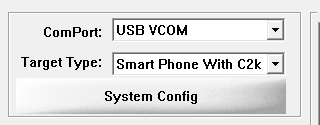 ComPort: USB VCOM
Target Type: Smart Phone With C2k
System Config